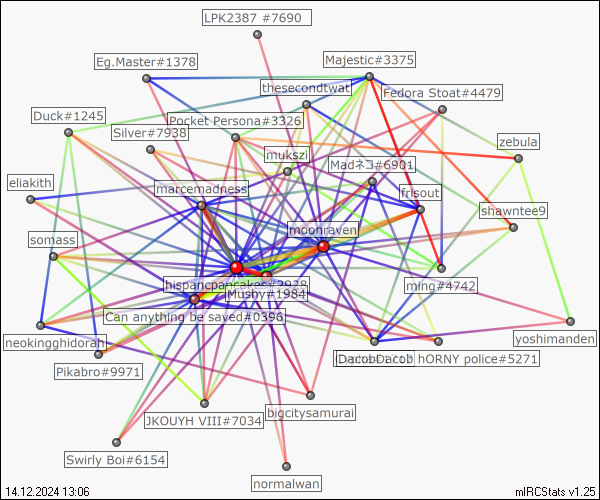 LPK2387 #7690
Eg.Master#1378
Majestic#3375
thesecondtwat
Fedora Stoat#4479
Duck#1245
Pocket Persona#3326
Silver#7938
zebula
mukszi
Madネコ#6901
eliakith
marcemadness
frisout
shawntee9
moonraven
somass
hispancpancakes#2928
ming#4742
Mushy#1984
Can anything be saved#0396
yoshimanden
neokingghidorah
hORNY police#5271
Pikabro#9971
bigcitysamurai
JKOUYH VIII#7034
Swirly Boi#6154
normalwan
14.12.2024 13:06
mIRCStats v1.25